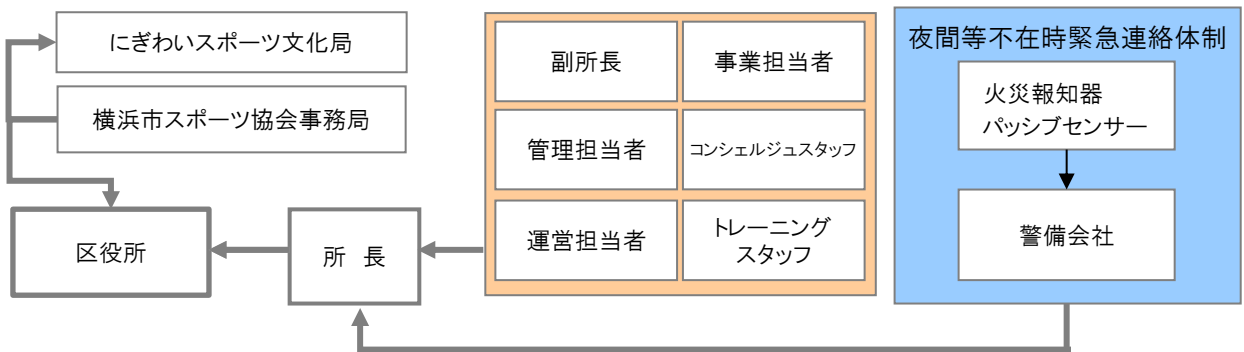 にぎわいスポーツ文化局
横浜市スポーツ協会事務局
区役所
所 長
副所長
事業担当者
管理担当者
コンシェルジュスタッフ
運営担当者
トレーニング
スタッフ
夜間等不在時緊急連絡体制
火災報知器
パッシブセンサー
警備会社